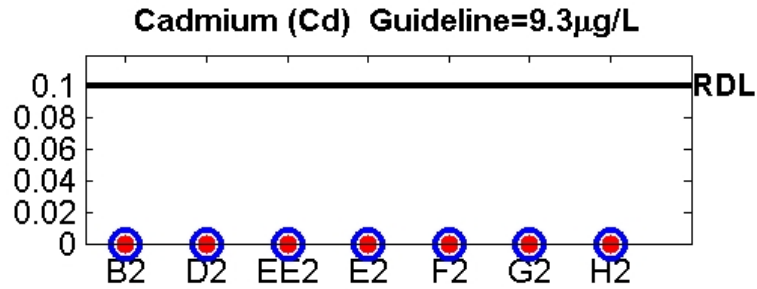 Cadmium (Cd) Guideline=9.3µg/L
0.1
RDL
0.08
0.06
0.04
0.02
0
B2 D2 EE2 E2 F2 G2 H2